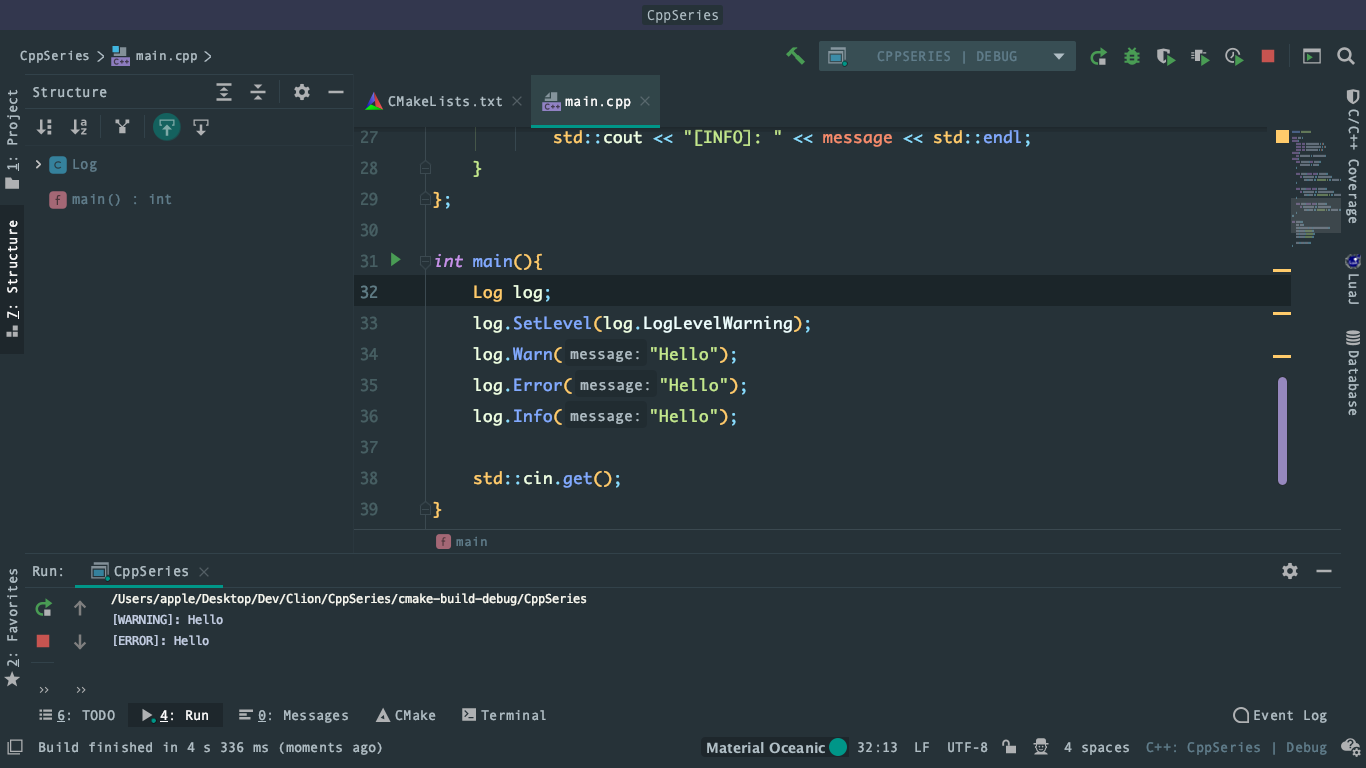 CppSeries
CppSeries > main.cpp >
CPPSERIES | DEBUG
1: Project
Z: Structure
2: Favorites
Structure
Log
main() : int
CMakeLists.txt
main.cpp
27 std::cout << "[INFO]: " << message << std::endl;
28 }
29 };
30
31 int main(){
32 Log log;
33 log.SetLevel(log.LogLevelWarning);
34 log.Warn( message: "Hello");
35 log.Error( message: "Hello");
36 log.Info( message: "Hello");
37
38 std::cin.get();
39 }
f main
C/C++ Coverage
LuaJ
Database
Run: CppSeries
/Users/apple/Desktop/Dev/Clion/CppSeries/cmake-build-debug/CppSeries
[WARNING]: Hello
[ERROR]: Hello
6: TODO 4: Run 0: Messages CMake Terminal Event Log
Build finished in 4 s 336 ms (moments ago) Material Oceanic 32:13 LF UTF-8 4 spaces C++: CppSeries | Debug